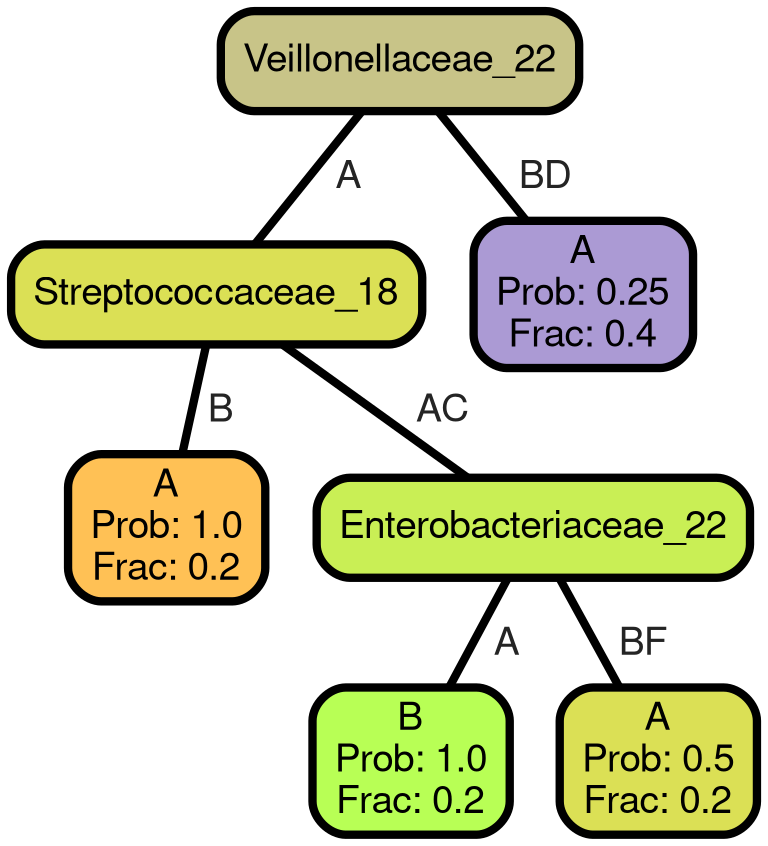 Veillonellaceae_22
A
BD
Streptococcaceae_18
A
Prob: 0.25
Frac: 0.4
B
AC
A
Prob: 1.0
Frac: 0.2
Enterobacteriaceae_22
A
BF
B
Prob: 1.0
Frac: 0.2
A
Prob: 0.5
Frac: 0.2